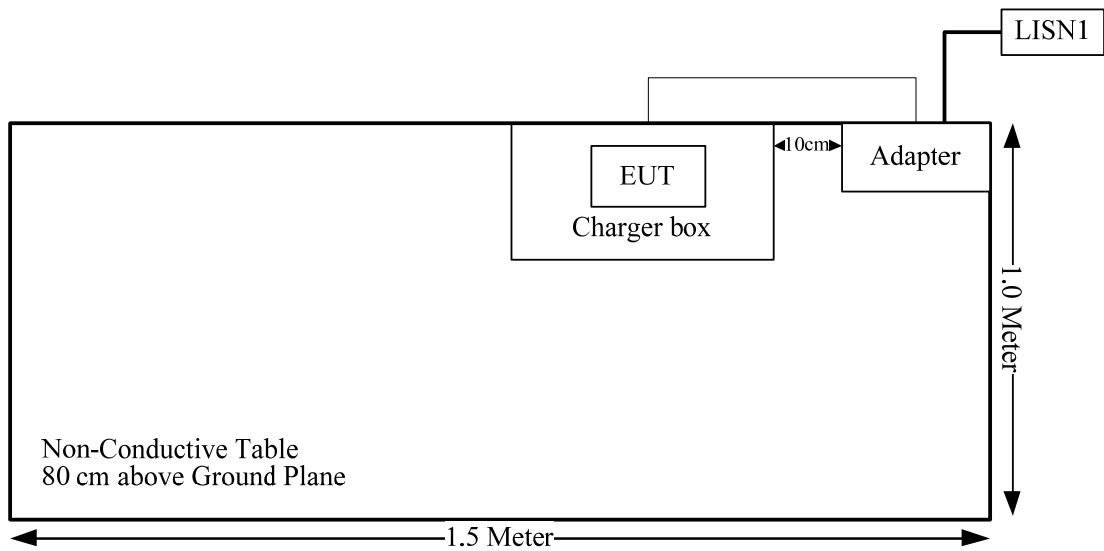 LISN1
10cm
Adapter
EUT
Charger box
1.0 Meter
Non-Conductive Table
80 cm above Ground Plane
1.5 Meter